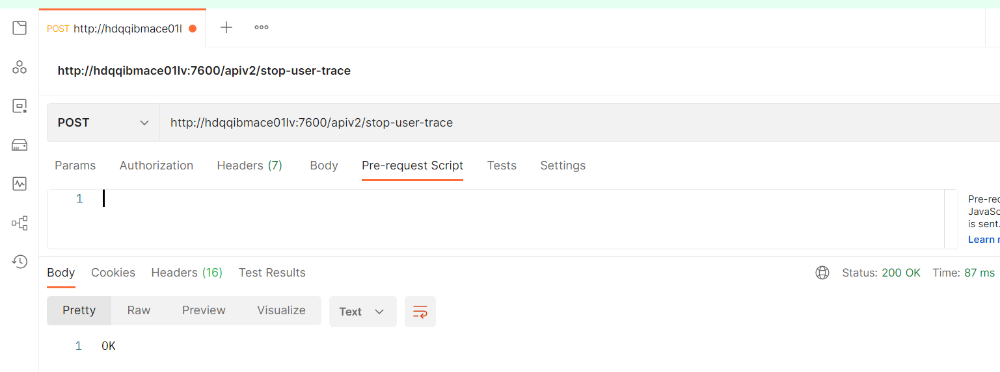 POST http://hdqqibmace01l
http://hdqqibmace01lv:7600/apiv2/stop-user-trace
POST http://hdqqibmace01lv:7600/apiv2/stop-user-trace
Params Authorization Headers (7) Body Pre-request Script Tests Settings
1
Pre-req
JavaSc
is sent.
Learn r
Body Cookies Headers (16) Test Results Status: 200 OK Time: 87 ms
Pretty Raw Preview Visualize Text
1 OK